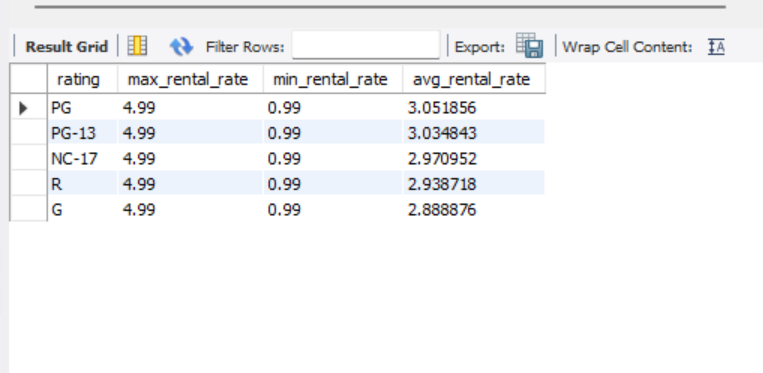 Result Grid Filter Rows: Export: Wrap Cell Content: IA
rating max_rental_rate min_rental_rate avg_rental_rate
PG 4.99 0.99 3.051856
PG-13 4.99 0.99 3.034843
NC-17 4.99 0.99 2.970952
R 4.99 0.99 2.938718
G 4.99 0.99 2.888876